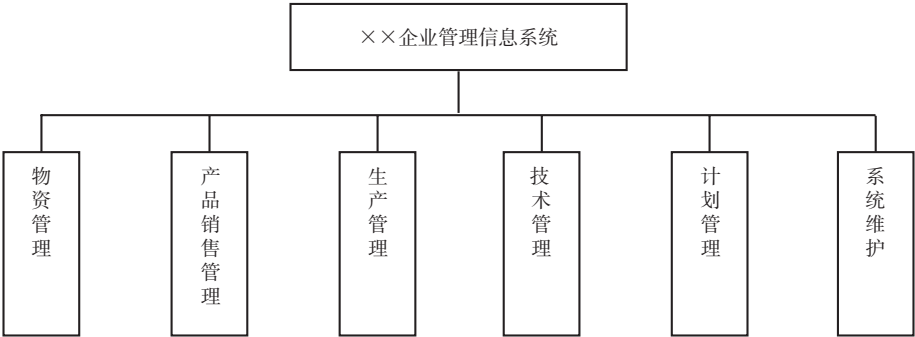 ××企业管理信息系统
物资管理
产品销售管理
生产管理
技术管理
计划管理
系统维护